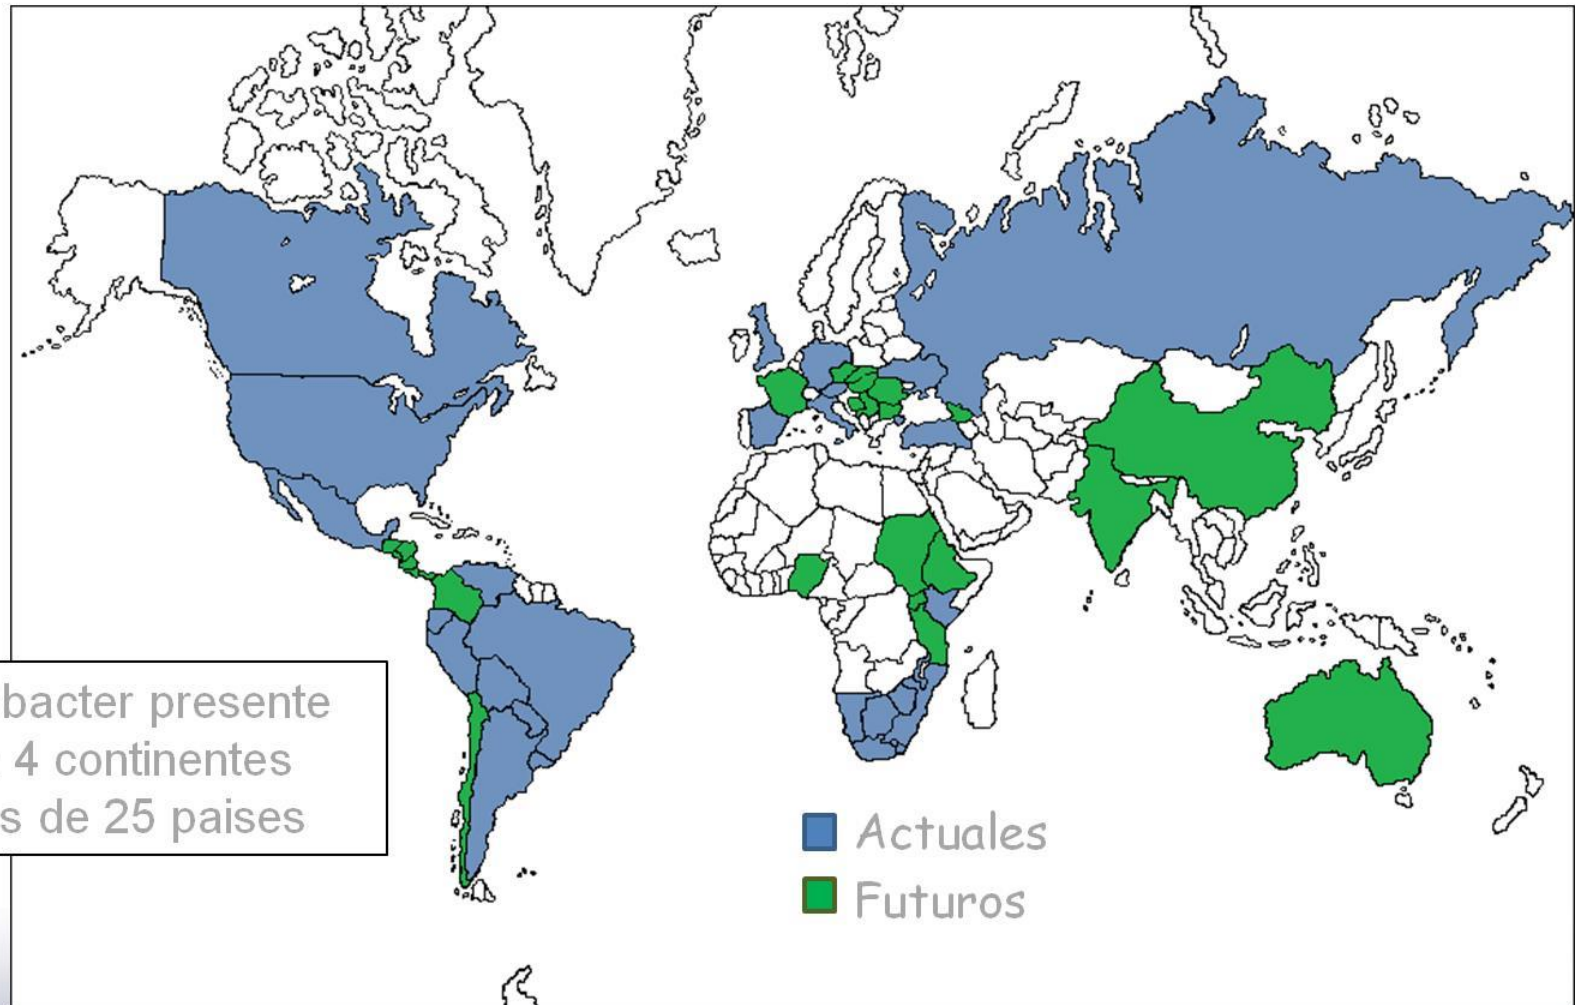 bacter presente
4 continentes
s de 25 paises
Actuales
Futuros